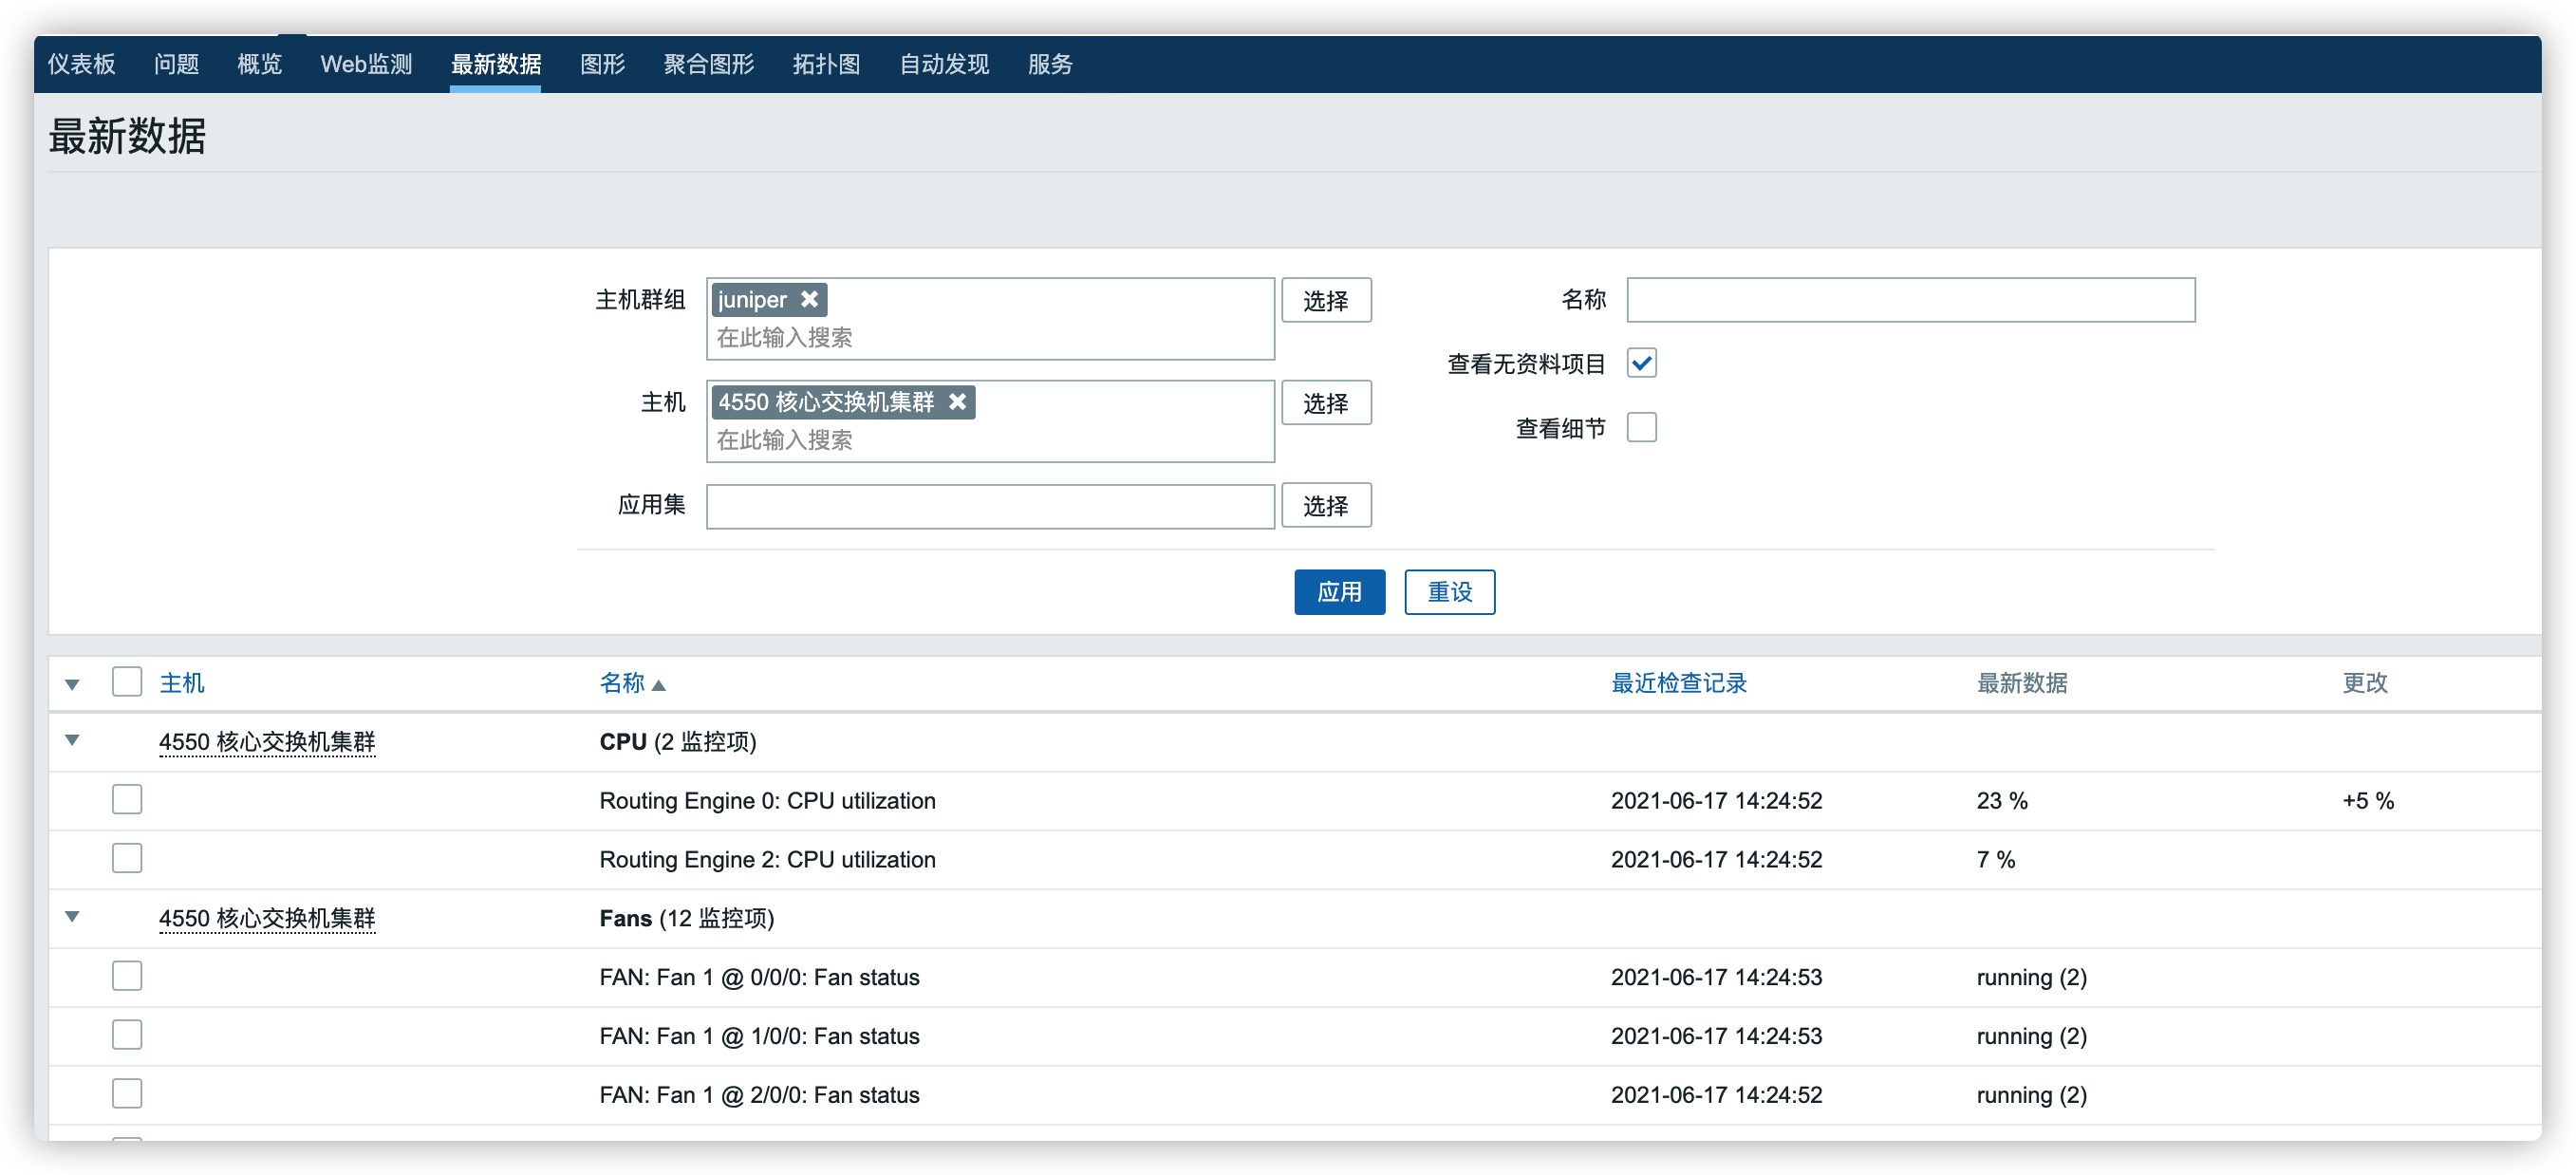 仪表板 问题 概览 Web监测 最新数据 图形 聚合图形 拓扑图 自动发现 服务
最新数据
主机群组 juniper 选择 名称
在此输入搜索
查看无资料项目
主机 4550 核心交换机集群 选择
在此输入搜索
查看细节
应用集 选择
应用 重设
主机 名称 最近检查记录 最新数据 更改
4550 核心交换机集群 CPU (2 监控项)
Routing Engine 0: CPU utilization 2021-06-17 14:24:52 23 % +5 %
Routing Engine 2: CPU utilization 2021-06-17 14:24:52 7 %
4550 核心交换机集群 Fans (12 监控项)
FAN: Fan 1 @ 0/0/0: Fan status 2021-06-17 14:24:53 running (2)
FAN: Fan 1 @ 1/0/0: Fan status 2021-06-17 14:24:53 running (2)
FAN: Fan 1 @ 2/0/0: Fan status 2021-06-17 14:24:52 running (2)